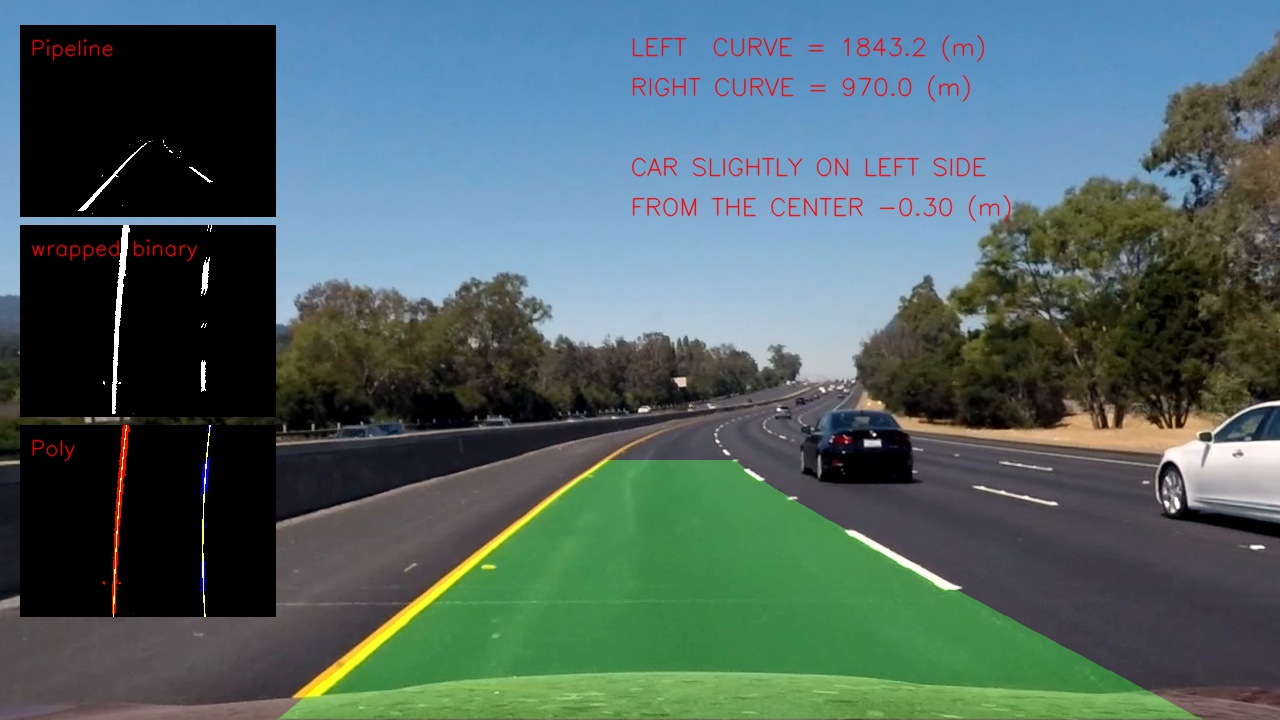 Pipeline
LEFT  CURVE = 1843.2 (m)
RIGHT CURVE = 970.0 (m)
CAR SLIGHTLY ON LEFT SIDE
FROM THE CENTER -0.30 (m)
wrapped binary
Poly